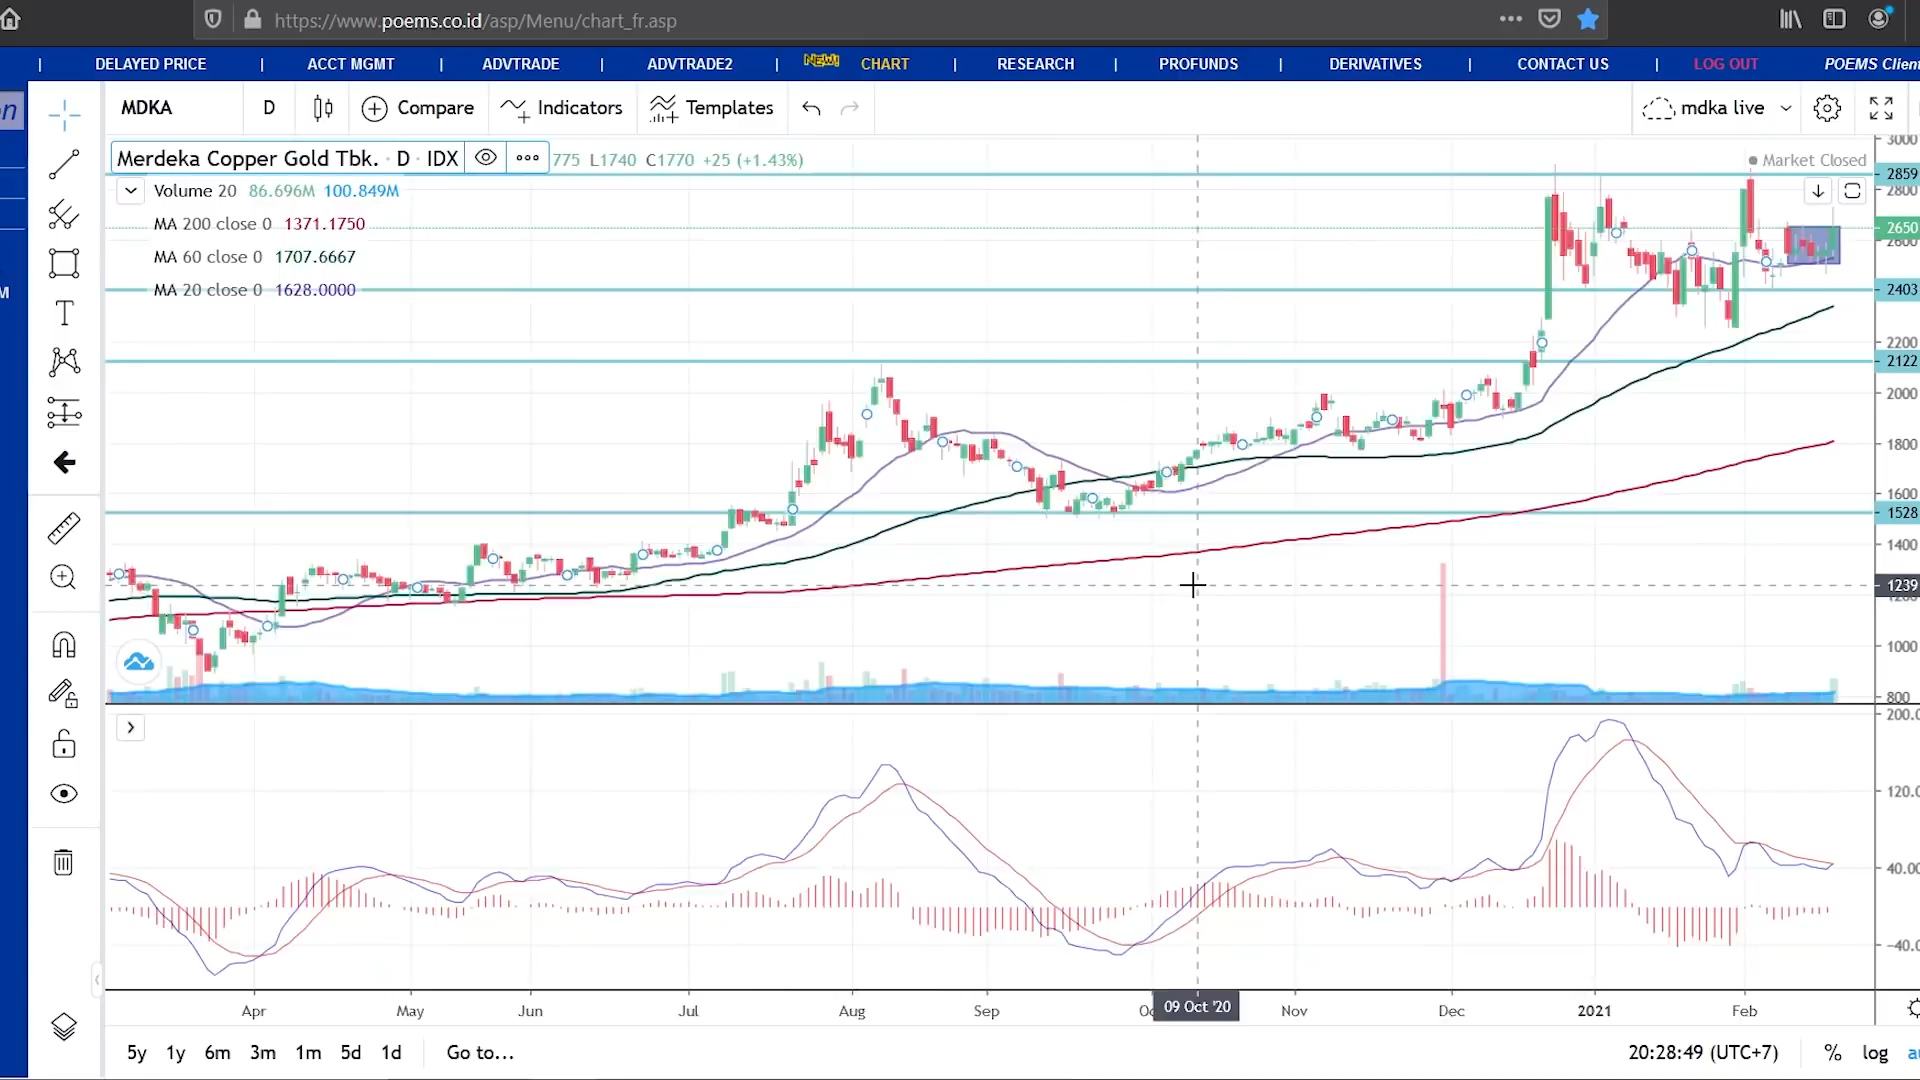 https://www.poems.co.id/asp/Menu/chart_fr.asp
| DELAYED PRICE | ACCT MGMT | ADVTRADE | ADVTRADE2 | NEW! CHART | RESEARCH | PROFUNDS | DERIVATIVES | CONTACT US | LOG OUT POEMS Client
MDKA D Compare Indicators Templates mdka live
Merdeka Copper Gold Tbk. · D · IDX 775 L1740 C1770 +25 (+1.43%)
Market Closed
Volume 20 86.696M 100.849M
MA 200 close 0 1371.1750
MA 60 close 0 1707.6667
MA 20 close 0 1628.0000
3000
2859
2800
2650
2600
2403
2200
2122
2000
1800
1600
1528
1400
1239
1200
1000
800
200.0
120.0
40.00
-40.0
Apr May Jun Jul Aug Sep 09 Oct '20 Nov Dec 2021 Feb
5y 1y 6m 3m 1m 5d 1d Go to... 20:28:49 (UTC+7) % log